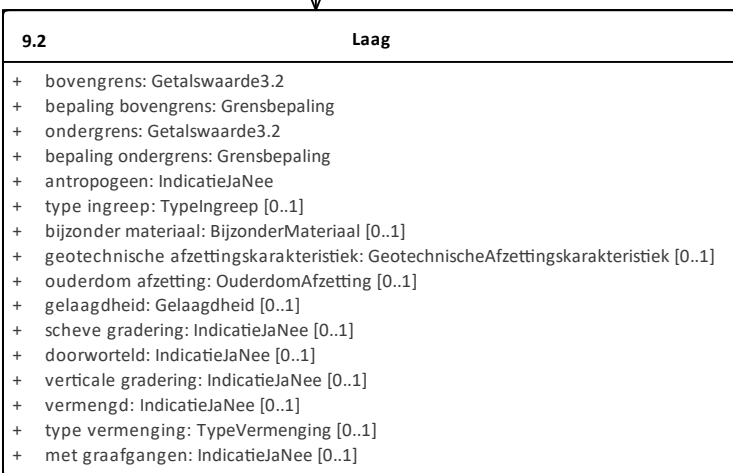 9.2 Laag
+ bovengrens: Getalswaarde3.2
+ bepaling bovengrens: Grensbepaling
+ ondergrens: Getalswaarde3.2
+ bepaling ondergrens: Grensbepaling
+ antropogeen: IndicatieJaNee
+ type ingreep: TypeIngreep [0..1]
+ bijzonder materiaal: BijzonderMateriaal [0..1]
+ geotechnische afzettingskarakteristiek: GeotechnischeAfzettingskarakteristiek [0..1]
+ ouderdom afzetting: OuderdomAfzetting [0..1]
+ gelaagdheid: Gelaagdheid [0..1]
+ scheve gradering: IndicatieJaNee [0..1]
+ doorworteld: IndicatieJaNee [0..1]
+ verticale gradering: IndicatieJaNee [0..1]
+ vermengd: IndicatieJaNee [0..1]
+ type vermenging: TypeVermenging [0..1]
+ met graafgangen: IndicatieJaNee [0..1]